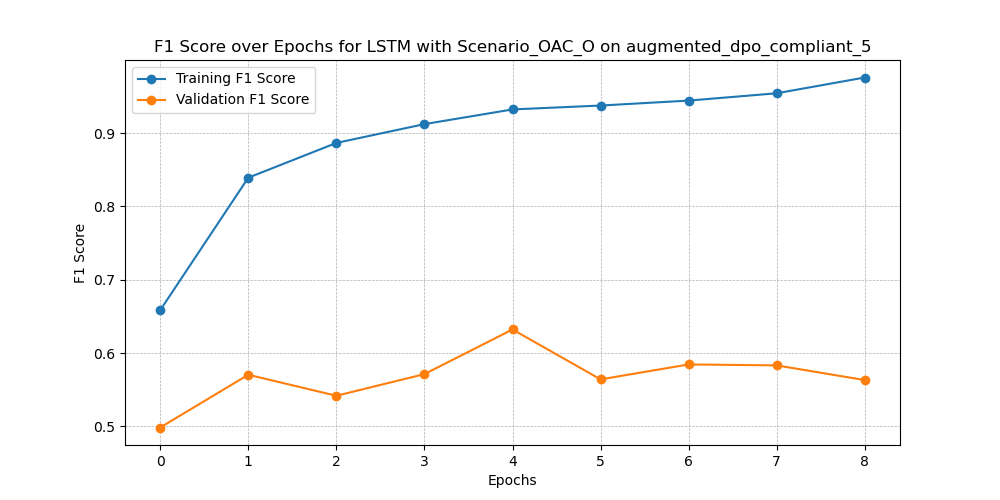 F1 Score over Epochs for LSTM with Scenario_OAC_O on augmented_dpo_compliant_5
Training F1 Score
Validation F1 Score
F1 Score
0.9
0.8
0.7
0.6
0.5
0 1 2 3 4 5 6 7 8
Epochs